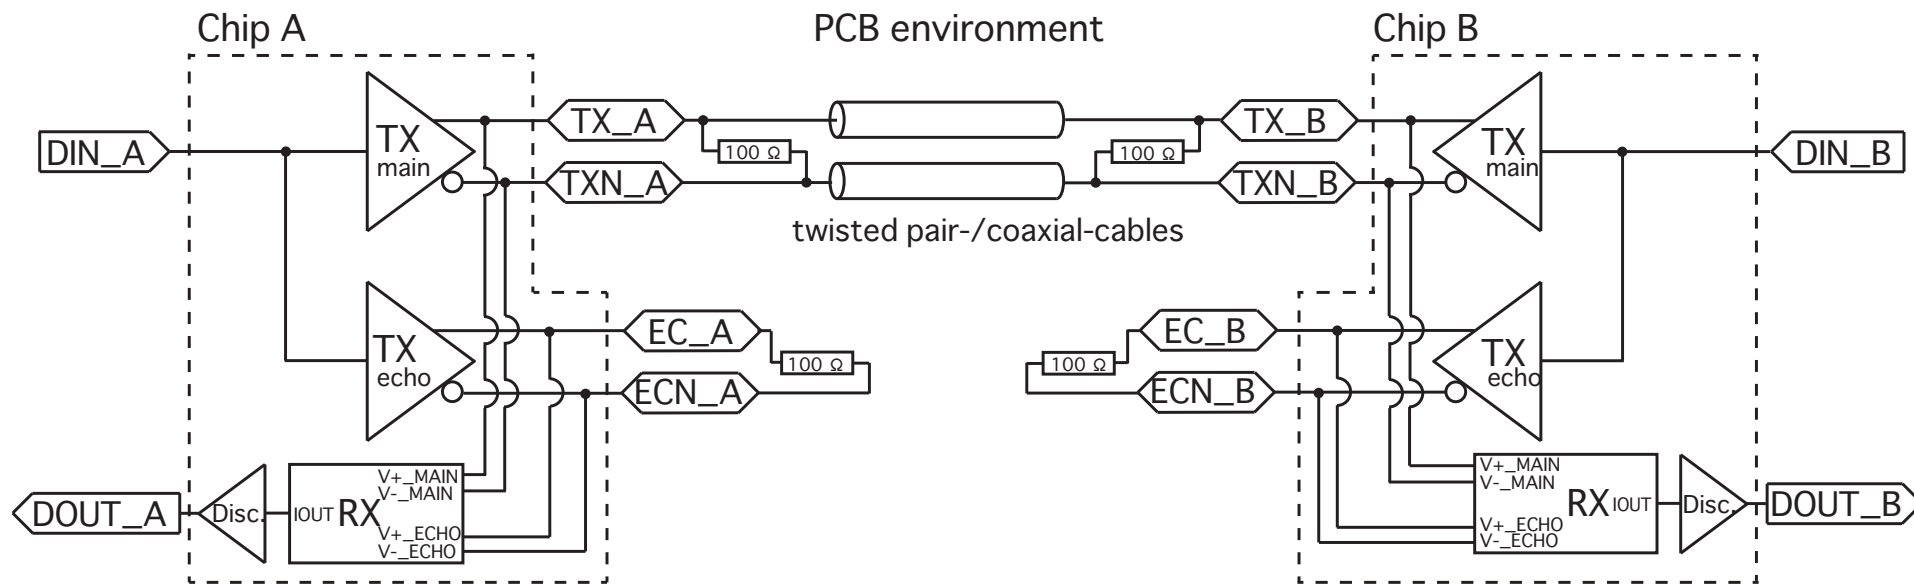 Chip A
PCB environment
Chip B
DIN_A
TX
main
TX_A
100 Ω
TXN_A
twisted pair-/coaxial-cables
TX_B
100 Ω
TXN_B
TX
main
DIN_B
TX
echo
EC_A
100 Ω
ECN_A
EC_B
100 Ω
ECN_B
TX
echo
DOUT_A
Disc.
IOUT
RX
V+_MAIN
V-_MAIN
V+_ECHO
V-_ECHO
V+_MAIN
V-_MAIN
V+_ECHO
V-_ECHO
RX
IOUT
Disc.
DOUT_B